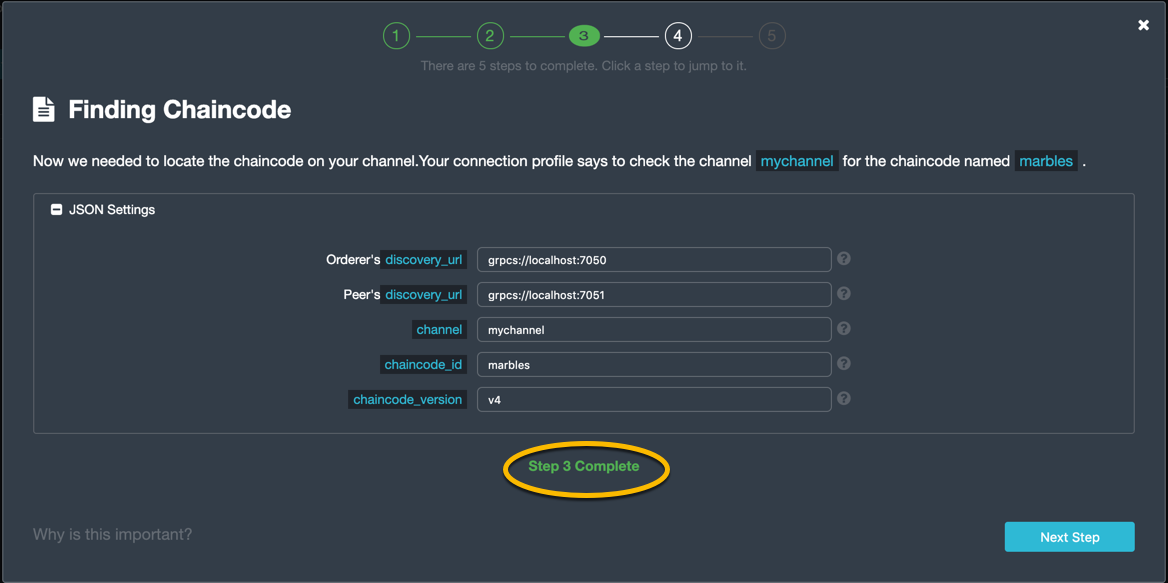 1 2 3 4 5
There are 5 steps to complete. Click a step to jump to it.
Finding Chaincode
Now we needed to locate the chaincode on your channel.Your connection profile says to check the channel mychannel for the chaincode named marbles .
JSON Settings
Orderer's discovery_url grpcs://localhost:7050 ?
Peer's discovery_url grpcs://localhost:7051 ?
channel mychannel ?
chaincode_id marbles ?
chaincode_version v4 ?
Step 3 Complete
Why is this important? Next Step